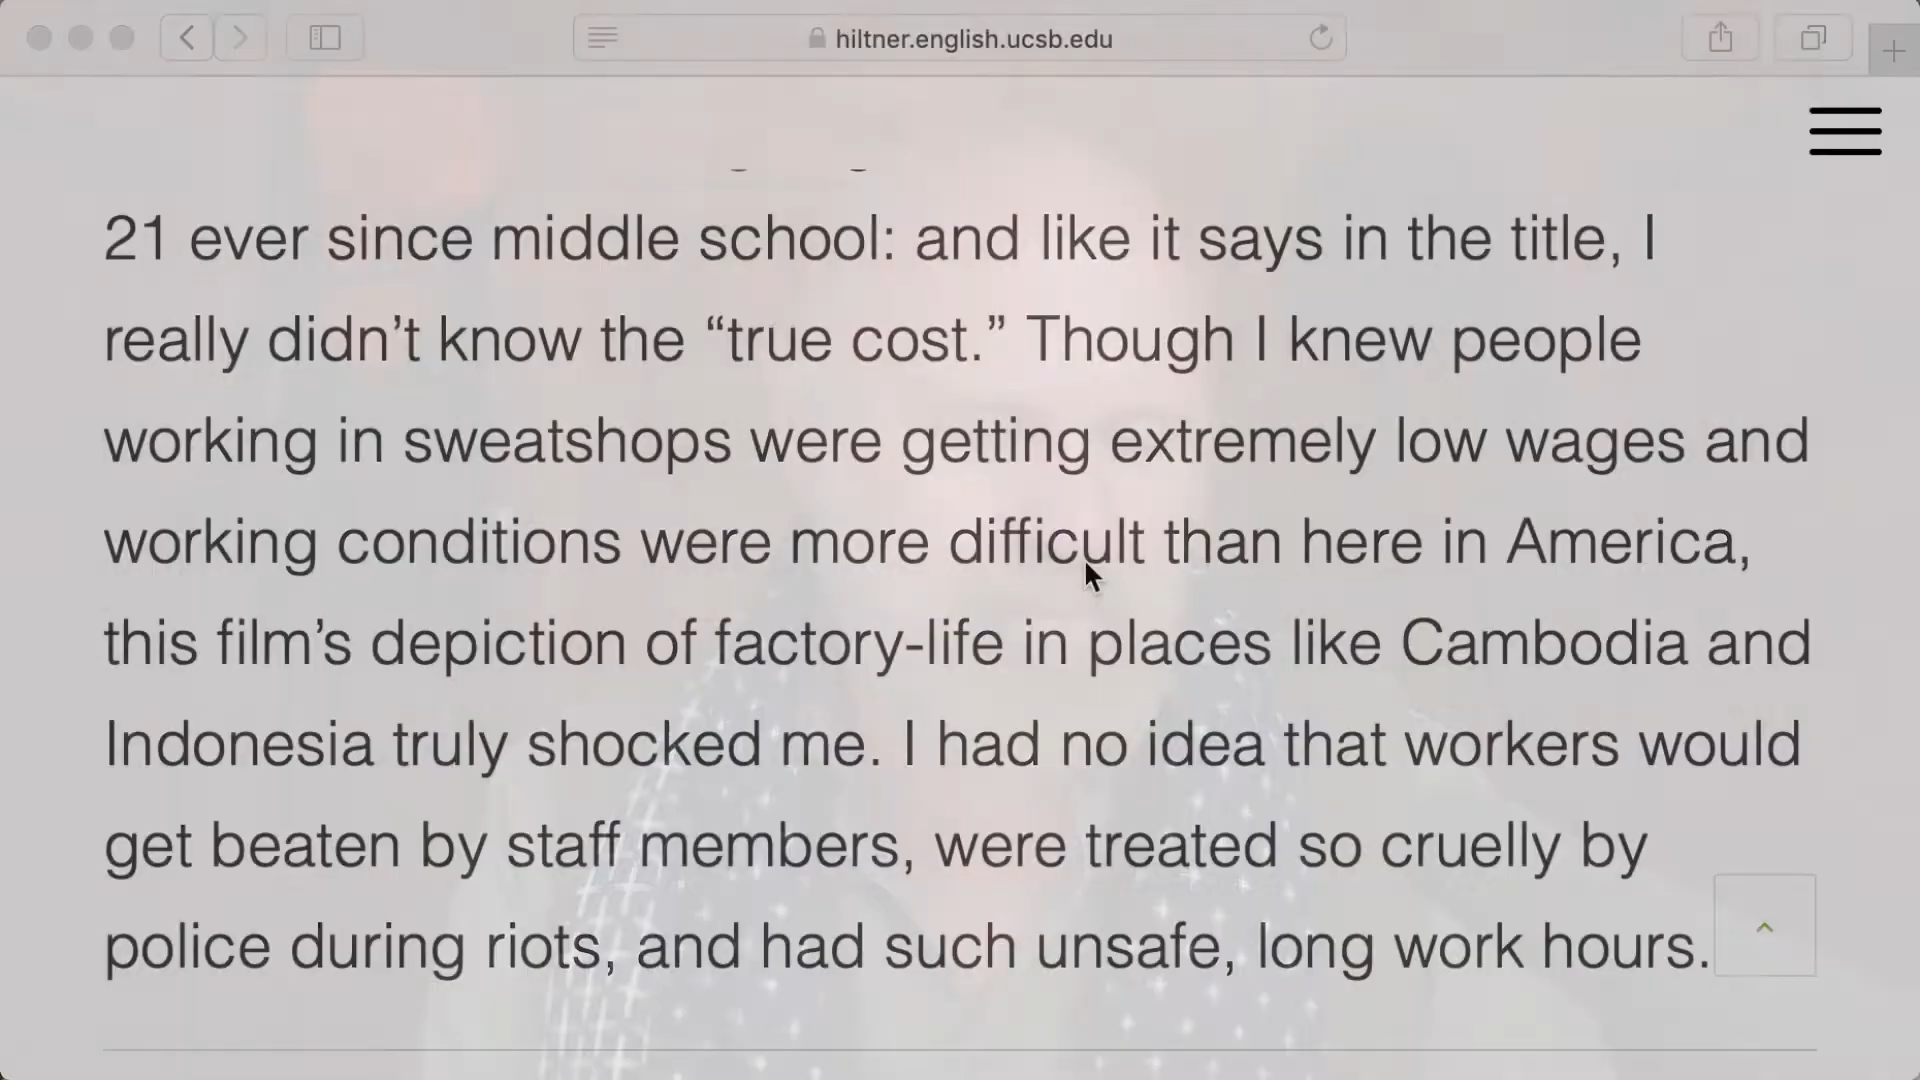 hiltner.english.ucsb.edu
21 ever since middle school: and like it says in the title, I
really didn’t know the “true cost.” Though I knew people
working in sweatshops were getting extremely low wages and
working conditions were more difficult than here in America,
this film’s depiction of factory-life in places like Cambodia and
Indonesia truly shocked me. I had no idea that workers would
get beaten by staff members, were treated so cruelly by
police during riots, and had such unsafe, long work hours.